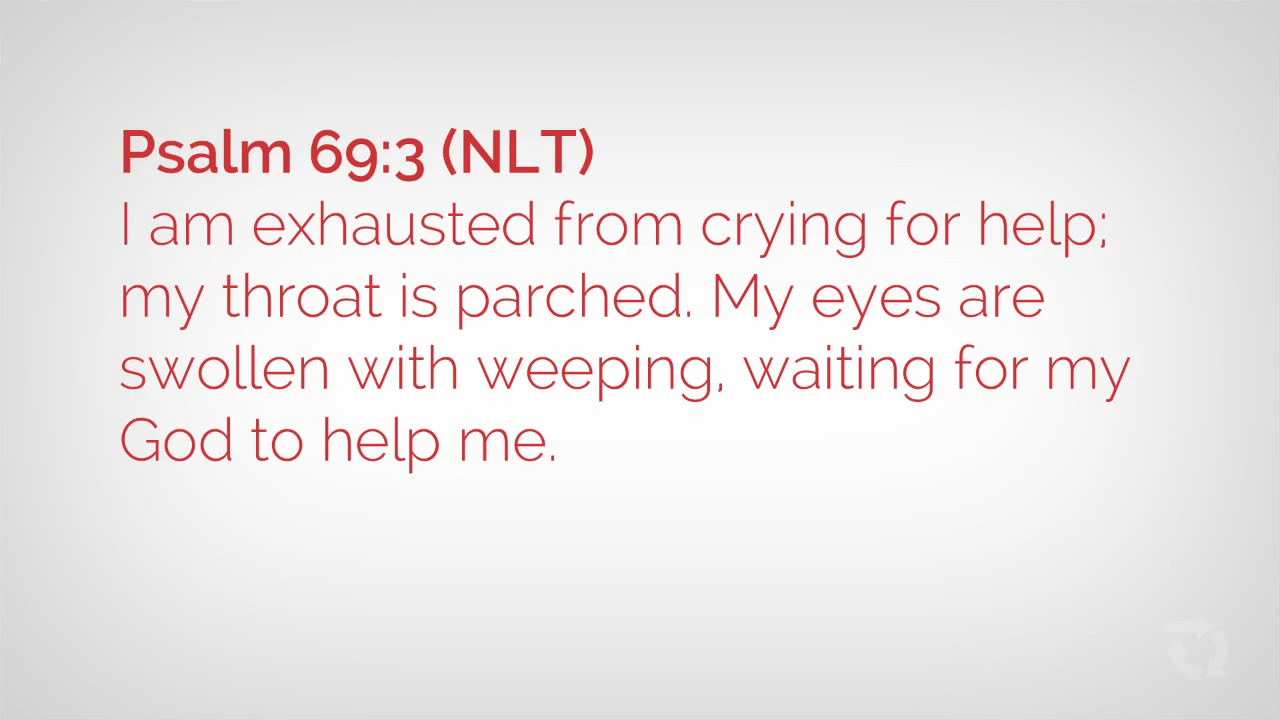 Psalm 69:3 (NLT)
I am exhausted from crying for help;
my throat is parched. My eyes are
swollen with weeping, waiting for my
God to help me.